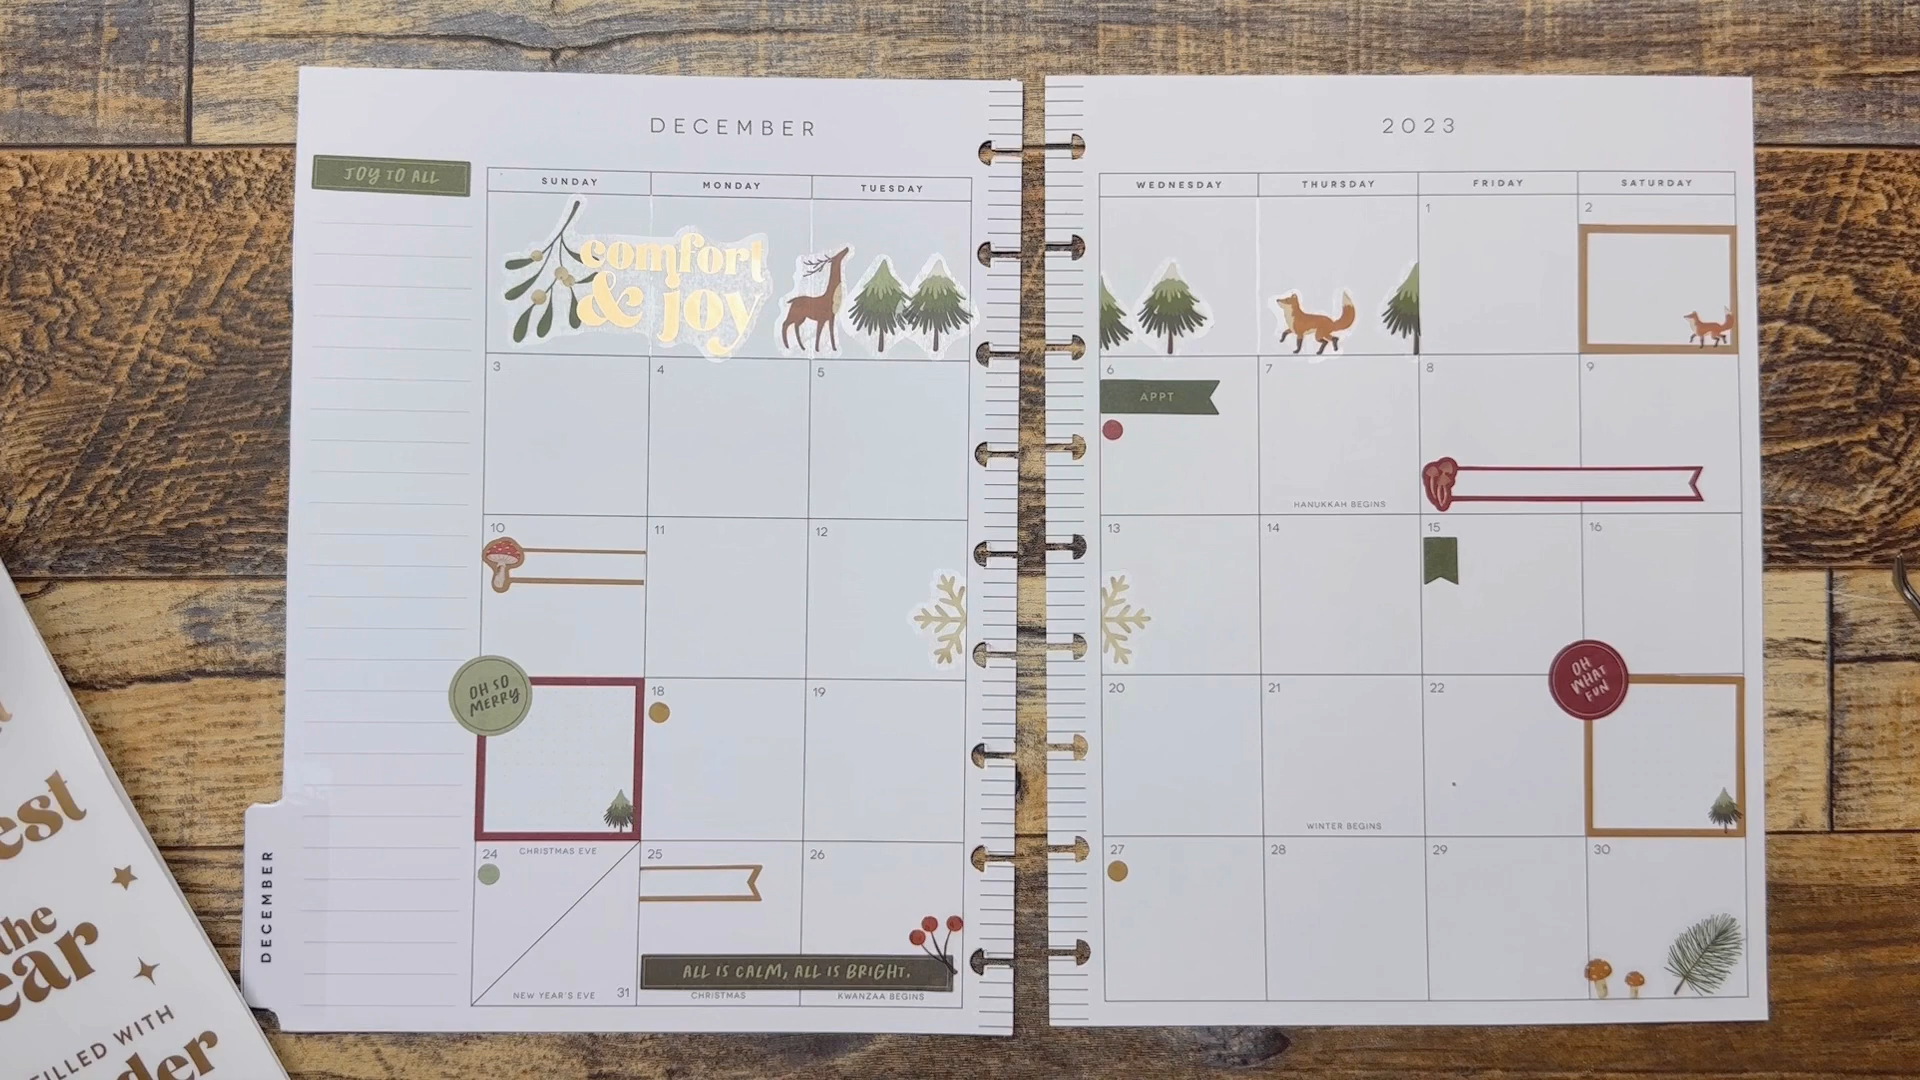 DECEMBER
2023
JOY TO ALL
SUNDAY MONDAY TUESDAY
WEDNESDAY THURSDAY FRIDAY SATURDAY
comfort
& joy
1 2
3 4 5
6 7 8 9
APPT
HANUKKAH BEGINS
10 11 12
13 14 15 16
OH SO
MERRY
18 19
20 21 22
OH
WHAT
FUN
WINTER BEGINS
24 CHRISTMAS EVE 25 26
27 28 29 30
ALL IS CALM, ALL IS BRIGHT.
NEW YEAR'S EVE 31 CHRISTMAS KWANZAA BEGINS
DECEMBER
est
the
ear
FILLED WITH
der